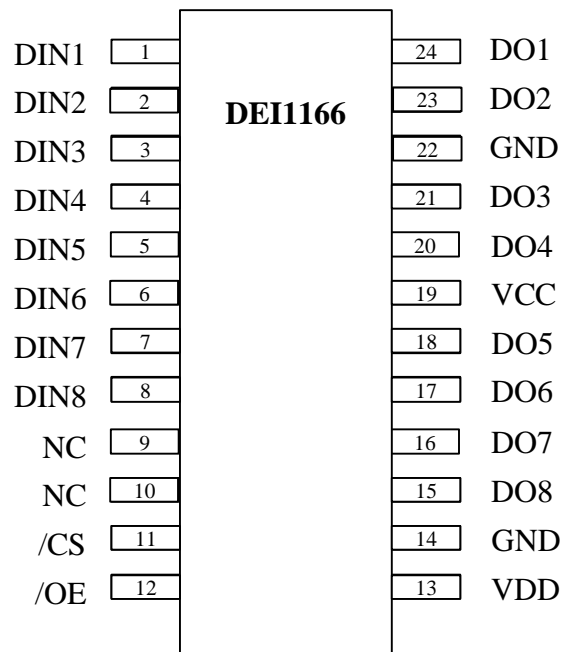 DIN1 1 24 DO1
DIN2 2 DEI1166 23 DO2
DIN3 3 22 GND
DIN4 4 21 DO3
DIN5 5 20 DO4
DIN6 6 19 VCC
DIN7 7 18 DO5
DIN8 8 17 DO6
NC 9 16 DO7
NC 10 15 DO8
/CS 11 14 GND
/OE 12 13 VDD